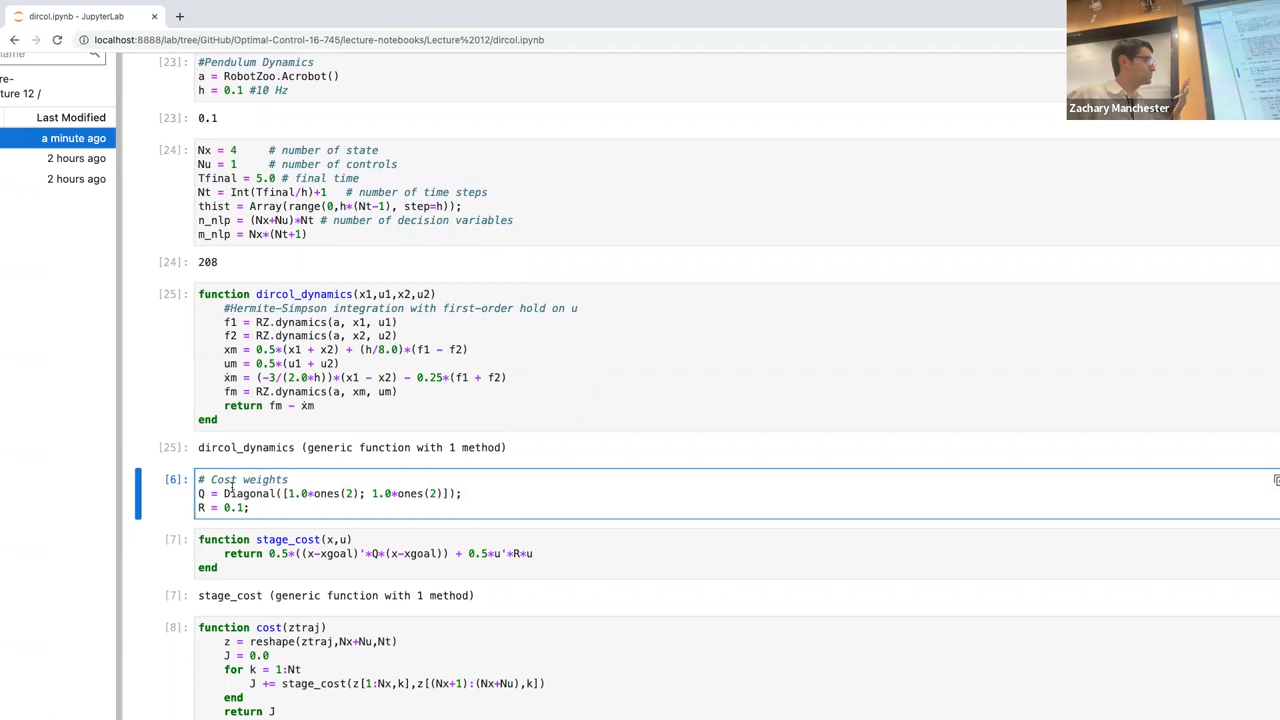 dircol.ipynb - JupyterLab
localhost:8888/lab/tree/GitHub/Optimal-Control-16-745/lecture-notebooks/Lecture%2012/dircol.ipynb
name
re-
ture 12 /
Last Modified
a minute ago
2 hours ago
2 hours ago
Zachary Manchester
[23]: #Pendulum Dynamics
a = RobotZoo.Acrobot()
h = 0.1 #10 Hz
[23]: 0.1
[24]: Nx = 4     # number of state
Nu = 1     # number of controls
Tfinal = 5.0 # final time
Nt = Int(Tfinal/h)+1   # number of time steps
thist = Array(range(0,h*(Nt-1), step=h));
n_nlp = (Nx+Nu)*Nt # number of decision variables
m_nlp = Nx*(Nt+1)
[24]: 208
[25]: function dircol_dynamics(x1,u1,x2,u2)
#Hermite-Simpson integration with first-order hold on u
f1 = RZ.dynamics(a, x1, u1)
f2 = RZ.dynamics(a, x2, u2)
xm = 0.5*(x1 + x2) + (h/8.0)*(f1 - f2)
um = 0.5*(u1 + u2)
ẋm = (-3/(2.0*h))*(x1 - x2) - 0.25*(f1 + f2)
fm = RZ.dynamics(a, xm, um)
return fm - ẋm
end
[25]: dircol_dynamics (generic function with 1 method)
[6]: # Cost weights
Q = Diagonal([1.0*ones(2); 1.0*ones(2)]);
R = 0.1;
[7]: function stage_cost(x,u)
return 0.5*((x-xgoal)'*Q*(x-xgoal)) + 0.5*u'*R*u
end
[7]: stage_cost (generic function with 1 method)
[8]: function cost(ztraj)
z = reshape(ztraj,Nx+Nu,Nt)
J = 0.0
for k = 1:Nt
J += stage_cost(z[1:Nx,k],z[(Nx+1):(Nx+Nu),k])
end
return J